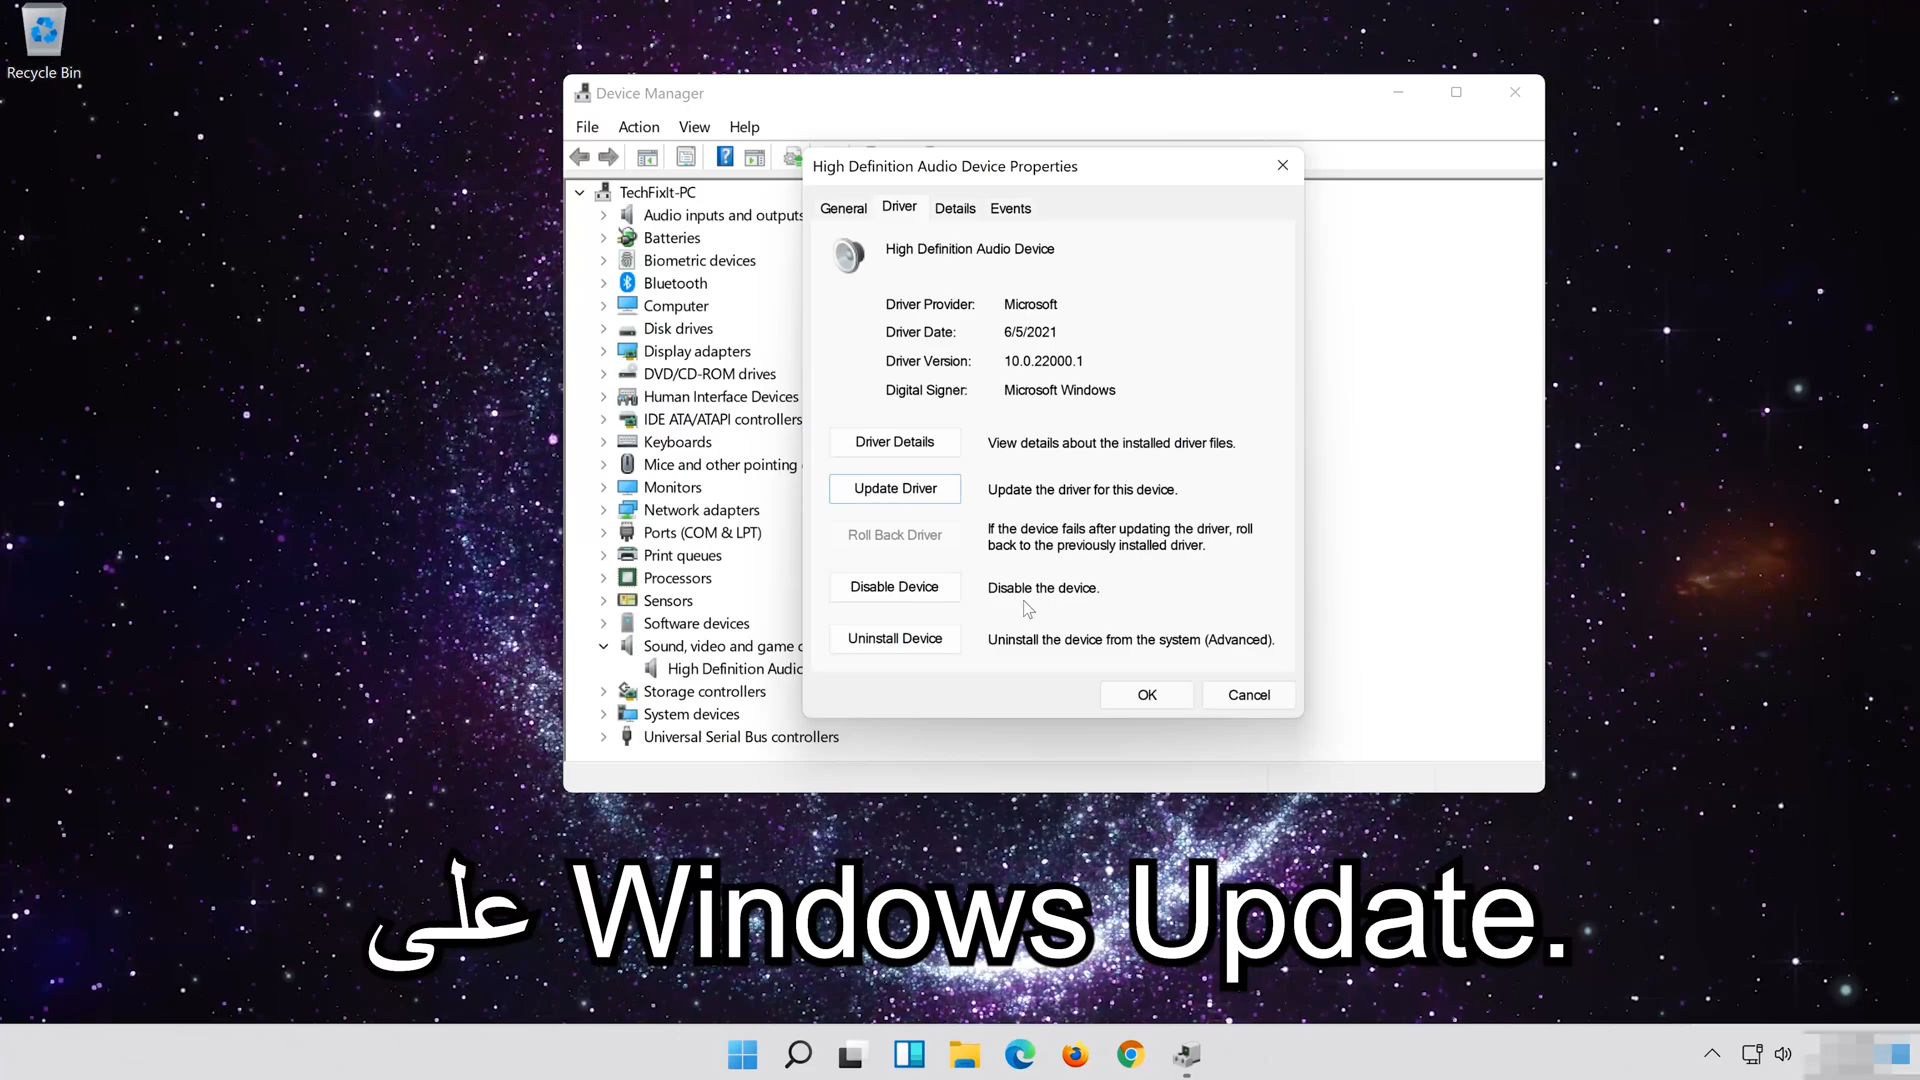 Recycle Bin
Device Manager
File Action View Help
TechFixIt-PC
Audio inputs and outputs
Batteries
Biometric devices
Bluetooth
Computer
Disk drives
Display adapters
DVD/CD-ROM drives
Human Interface Devices
IDE ATA/ATAPI controllers
Keyboards
Mice and other pointing
Monitors
Network adapters
Ports (COM & LPT)
Print queues
Processors
Sensors
Software devices
Sound, video and game
High Definition Audio
Storage controllers
System devices
Universal Serial Bus controllers
High Definition Audio Device Properties
General Driver Details Events
High Definition Audio Device
Driver Provider: Microsoft
Driver Date: 6/5/2021
Driver Version: 10.0.22000.1
Digital Signer: Microsoft Windows
Driver Details View details about the installed driver files.
Update Driver Update the driver for this device.
Roll Back Driver If the device fails after updating the driver, roll
back to the previously installed driver.
Disable Device Disable the device.
Uninstall Device Uninstall the device from the system (Advanced).
OK Cancel
على Windows Update.